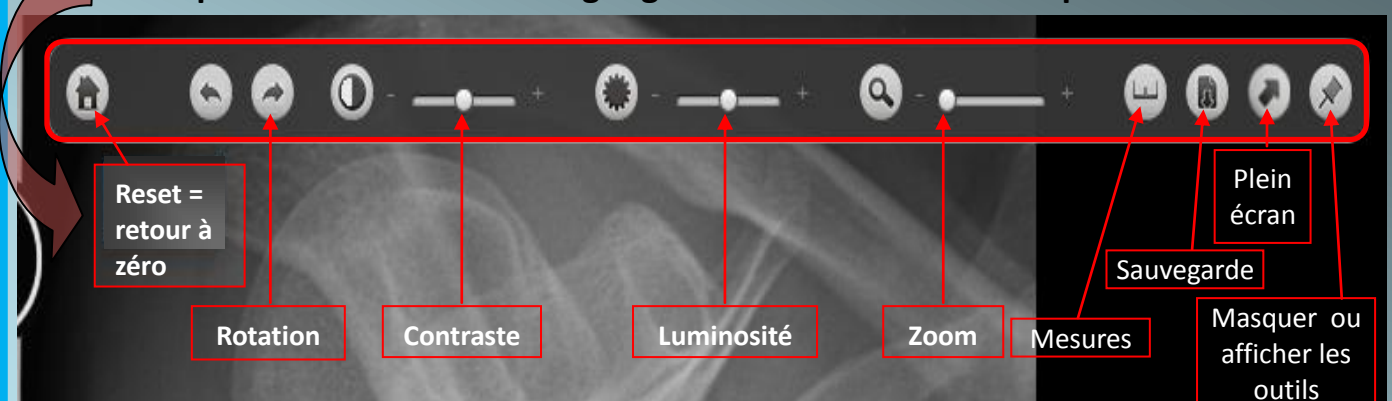 - +
- +
- +
Reset =
retour à
zéro
Rotation
Contraste
Luminosité
Zoom
Mesures
Sauvegarde
Plein
écran
Masquer ou
afficher les
outils